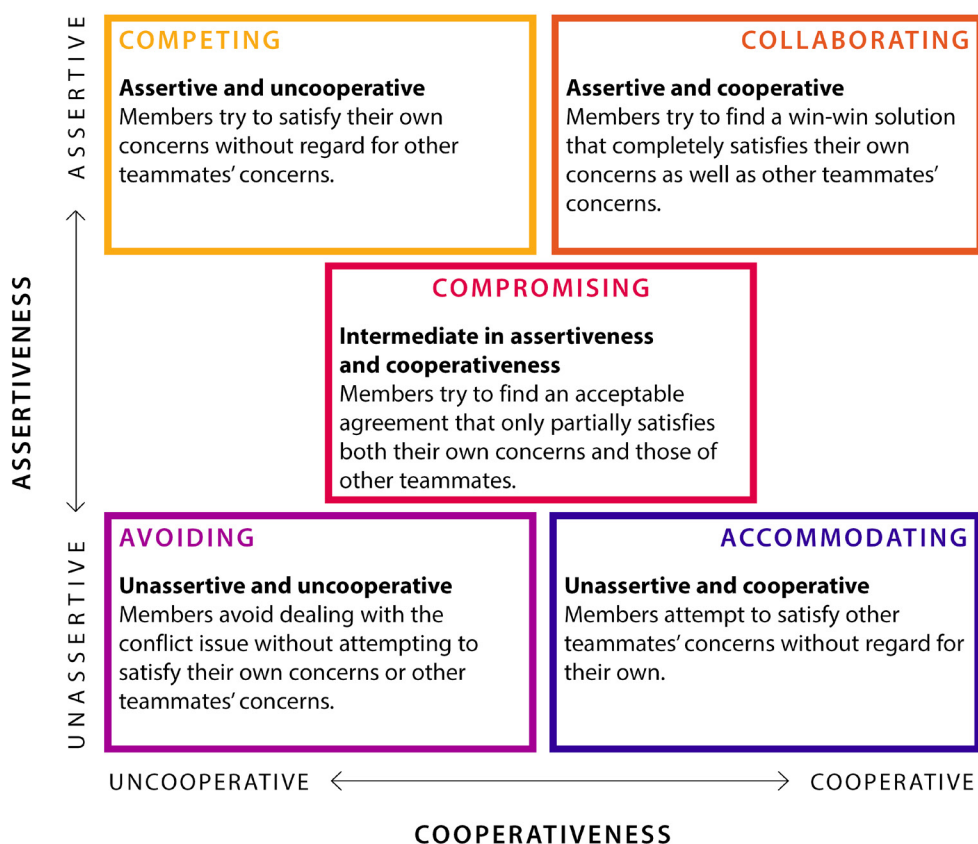 COMPETING
Assertive and uncooperative
Members try to satisfy their own
concerns without regard for other
teammates’ concerns.
COLLABORATING
Assertive and cooperative
Members try to find a win-win solution
that completely satisfies their own
concerns as well as other teammates’
concerns.
COMPROMISING
Intermediate in assertiveness
and cooperativeness
Members try to find an acceptable
agreement that only partially satisfies
both their own concerns and those of
other teammates.
AVOIDING
Unassertive and uncooperative
Members avoid dealing with the
conflict issue without attempting to
satisfy their own concerns or other
teammates’ concerns.
ACCOMMODATING
Unassertive and cooperative
Members attempt to satisfy other
teammates’ concerns without regard for
their own.
ASSERTIVE
ASSERTIVENESS
UNASSERTIVE
UNCOOPERATIVE
COOPERATIVE
COOPERATIVENESS